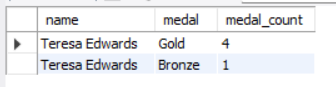 name medal medal_count
Teresa Edwards Gold 4
Teresa Edwards Bronze 1